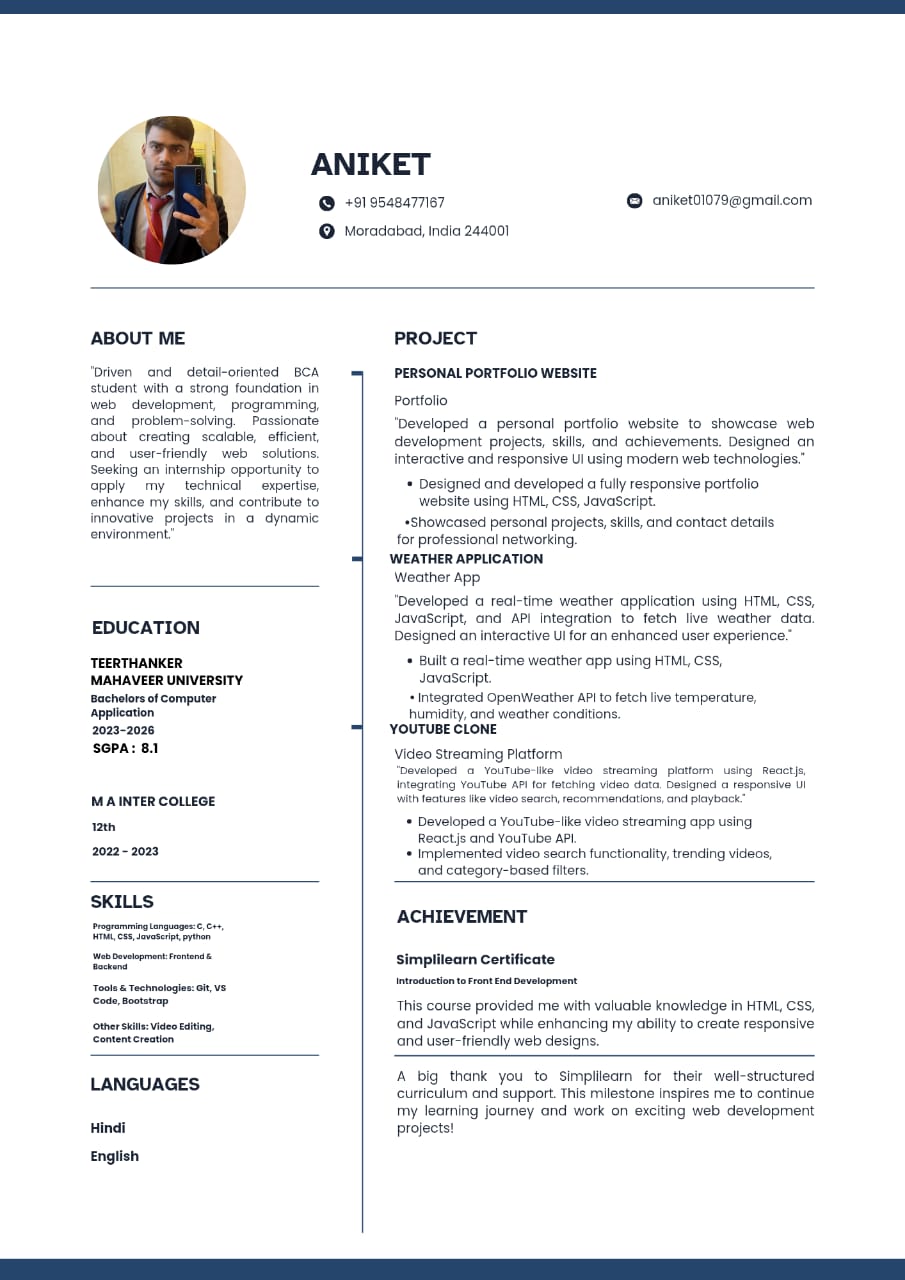 ANIKET
+91 9548477167
aniket01079@gmail.com
Moradabad, India 244001
ABOUT ME
"Driven and detail-oriented BCA
student with a strong foundation in
web development, programming,
and problem-solving. Passionate
about creating scalable, efficient,
and user-friendly web solutions.
Seeking an internship opportunity to
apply my technical expertise,
enhance my skills, and contribute to
innovative projects in a dynamic
environment."
EDUCATION
TEERTHANKER
MAHAVEER UNIVERSITY
Bachelors of Computer
Application
2023-2026
SGPA : 8.1
M A INTER COLLEGE
12th
2022 - 2023
SKILLS
Programming Languages: C, C++,
HTML, CSS, JavaScript, python
Web Development: Frontend &
Backend
Tools & Technologies: Git, VS
Code, Bootstrap
Other Skills: Video Editing,
Content Creation
LANGUAGES
Hindi
English
PROJECT
PERSONAL PORTFOLIO WEBSITE
Portfolio
"Developed a personal portfolio website to showcase web
development projects, skills, and achievements. Designed an
interactive and responsive UI using modern web technologies."
• Designed and developed a fully responsive portfolio
website using HTML, CSS, JavaScript.
•Showcased personal projects, skills, and contact details
for professional networking.
WEATHER APPLICATION
Weather App
"Developed a real-time weather application using HTML, CSS,
JavaScript, and API integration to fetch live weather data.
Designed an interactive UI for an enhanced user experience."
• Built a real-time weather app using HTML, CSS,
JavaScript.
• Integrated OpenWeather API to fetch live temperature,
humidity, and weather conditions.
YOUTUBE CLONE
Video Streaming Platform
"Developed a YouTube-like video streaming platform using React.js,
integrating YouTube API for fetching video data. Designed a responsive UI
with features like video search, recommendations, and playback."
• Developed a YouTube-like video streaming app using
React.js and YouTube API.
• Implemented video search functionality, trending videos,
and category-based filters.
ACHIEVEMENT
Simplilearn Certificate
Introduction to Front End Development
This course provided me with valuable knowledge in HTML, CSS,
and JavaScript while enhancing my ability to create responsive
and user-friendly web designs.
A big thank you to Simplilearn for their well-structured
curriculum and support. This milestone inspires me to continue
my learning journey and work on exciting web development
projects!